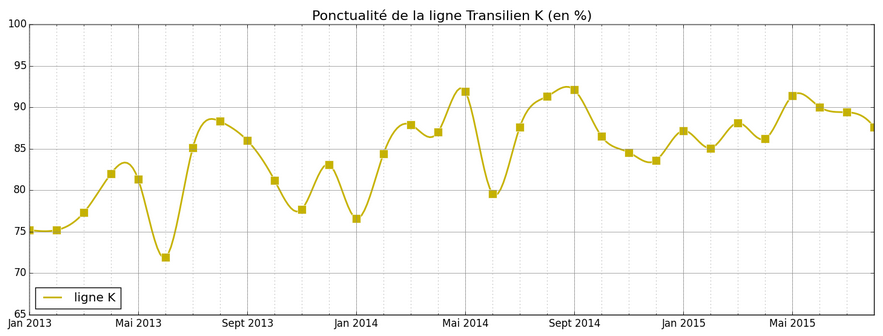 Ponctualité de la ligne Transilien K (en %)
100
95
90
85
80
75
70
65
ligne K
Jan 2013 Mai 2013 Sept 2013 Jan 2014 Mai 2014 Sept 2014 Jan 2015 Mai 2015